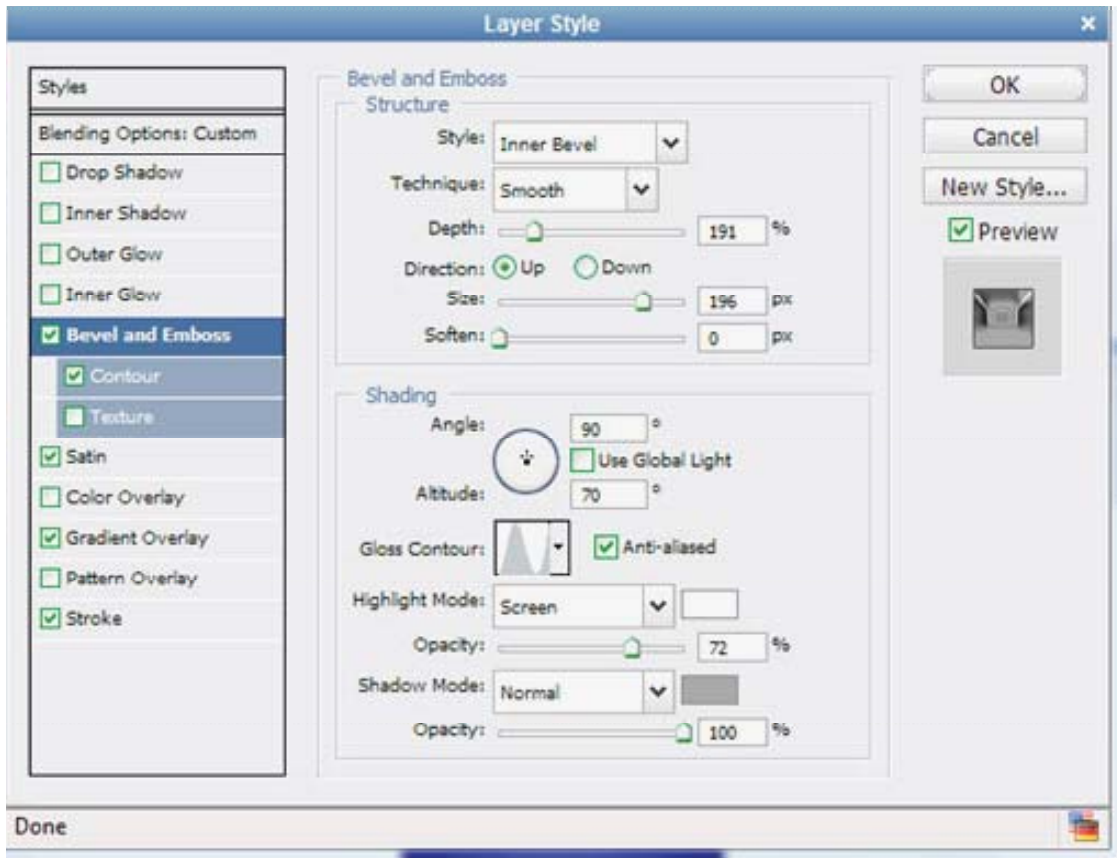 Layer Style
Styles
Blending Options: Custom
Drop Shadow
Inner Shadow
Outer Glow
Inner Glow
Bevel and Emboss
Contour
Texture
Satin
Color Overlay
Gradient Overlay
Pattern Overlay
Stroke
Bevel and Emboss
Structure
Style: Inner Bevel
Technique: Smooth
Depth: 191 %
Direction: Up Down
Size: 196 px
Soften: 0 px
Shading
Angle: 90 °
Use Global Light
Altitude: 70 °
Gloss Contour: Anti-aliased
Highlight Mode: Screen
Opacity: 72 %
Shadow Mode: Normal
Opacity: 100 %
OK
Cancel
New Style...
Preview
Done